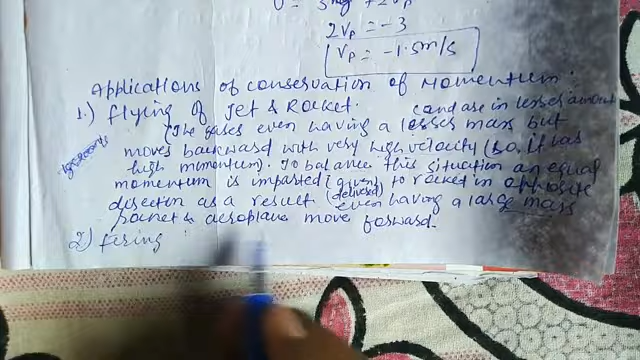 2Vp = -3
Vp = -1.5m/s
Applications of conservation of Momentum.
1.) flying of Jet & Rocket. and are in lesser amount
(The gases even having a lesser mass but
moves backward with very high velocity (so, it has
high momentum). To balance this situation an equal
momentum is imparted (given) to rocket in opposite
direction as a result (delivered) even having a large mass
rocket & aeroplane move forward.
2) firing